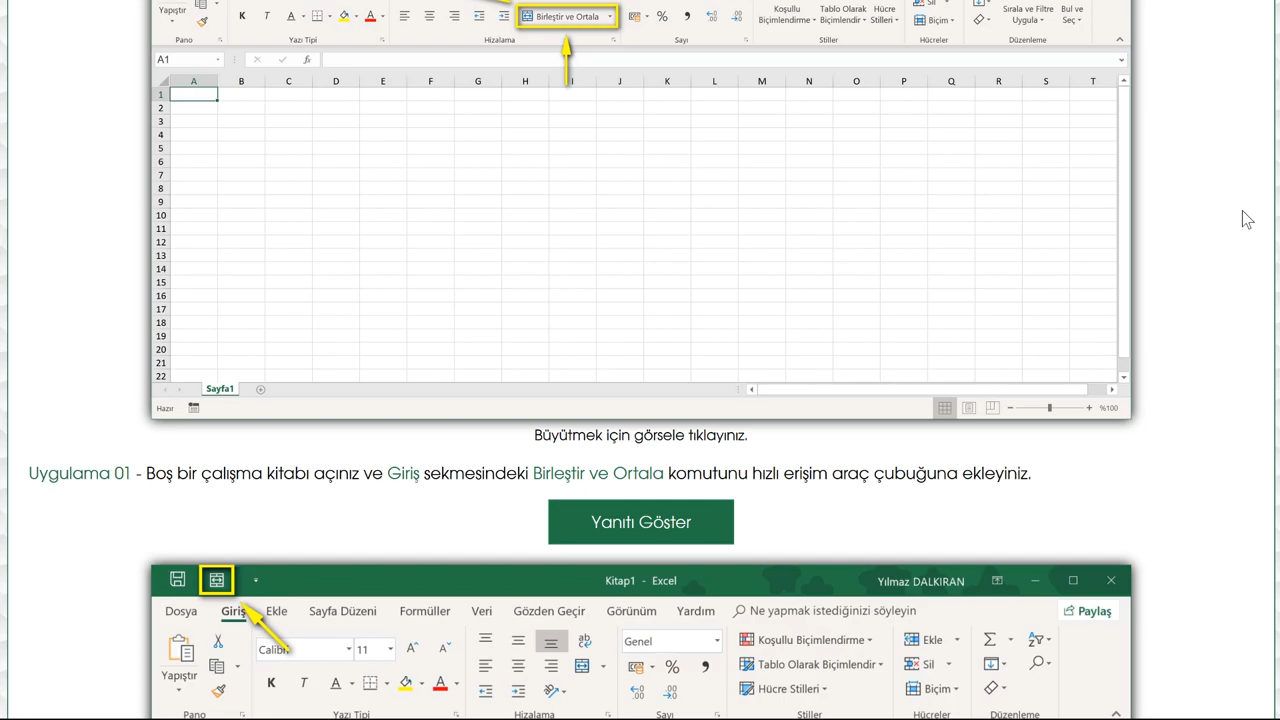 Yapıştır
K T A A
Birleştir ve Ortala
%
Koşullu Biçimlendirme
Tablo Olarak Biçimlendir
Hücre Stilleri
Sil
Biçim
Sırala ve Filtre Uygula
Bul ve Seç
Pano Yazı Tipi Hizalama Sayı Stiller Hücreler Düzenleme
A1 fx
A B C D E F G H I J K L M N O P Q R S T
1
2
3
4
5
6
7
8
9
10
11
12
13
14
15
16
17
18
19
20
21
22
Sayfa1
Hazır %100
Büyütmek için görsele tıklayınız.
Uygulama 01 - Boş bir çalışma kitabı açınız ve Giriş sekmesindeki Birleştir ve Ortala komutunu hızlı erişim araç çubuğuna ekleyiniz.
Yanıtı Göster
Kitap1 - Excel Yılmaz DALKIRAN
Dosya Giriş Ekle Sayfa Düzeni Formüller Veri Gözden Geçir Görünüm Yardım Ne yapmak istediğinizi söyleyin Paylaş
Yapıştır
Calibri 11
K T A A
Genel
%
Koşullu Biçimlendirme
Tablo Olarak Biçimlendir
Hücre Stilleri
Ekle
Sil
Biçim
Pano Yazı Tipi Hizalama Sayı Stiller Hücreler Düzenleme